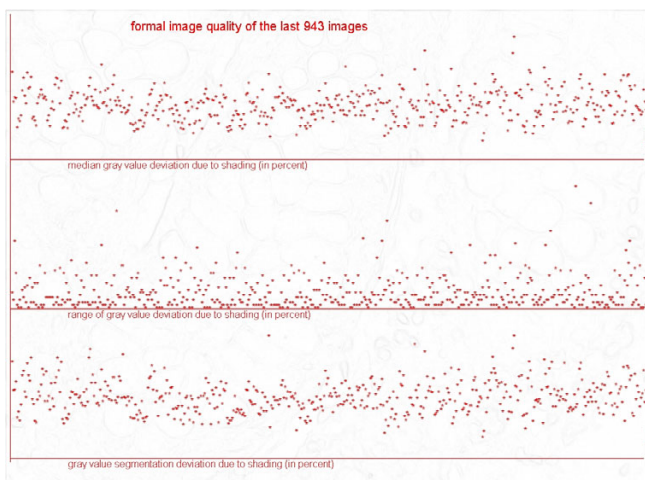 formal image quality of the last 943 images
median gray value deviation due to shading (in percent)
range of gray value deviation due to shading (in percent)
gray value segmentation deviation due to shading (in percent)